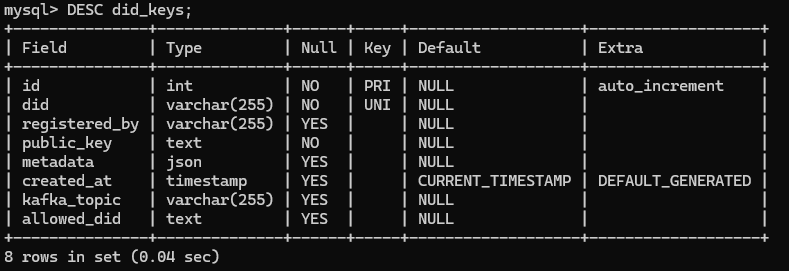 mysql> DESC did_keys;
+---------------+--------------+------+-----+-------------------+-------------------+
| Field         | Type         | Null | Key | Default           | Extra             |
+---------------+--------------+------+-----+-------------------+-------------------+
| id            | int          | NO   | PRI | NULL              | auto_increment    |
| did           | varchar(255) | NO   | UNI | NULL              |                   |
| registered_by | varchar(255) | YES  |     | NULL              |                   |
| public_key    | text         | NO   |     | NULL              |                   |
| metadata      | json         | YES  |     | NULL              |                   |
| created_at    | timestamp    | YES  |     | CURRENT_TIMESTAMP | DEFAULT_GENERATED |
| kafka_topic   | varchar(255) | YES  |     | NULL              |                   |
| allowed_did   | text         | YES  |     | NULL              |                   |
+---------------+--------------+------+-----+-------------------+-------------------+
8 rows in set (0.04 sec)